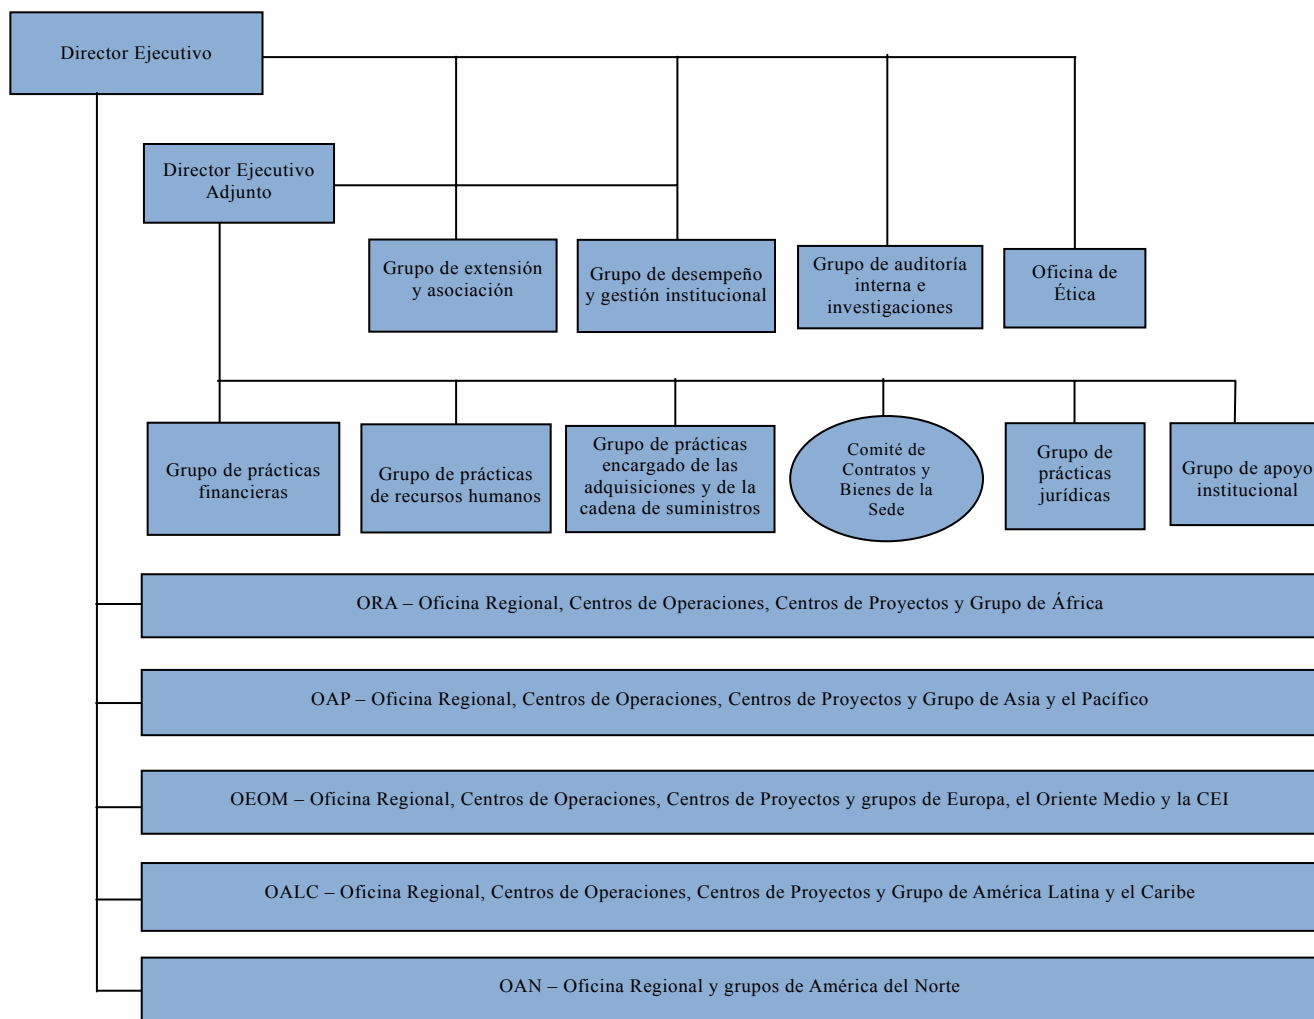 Director Ejecutivo
Director Ejecutivo
Adjunto
Grupo de extensión
y asociación
Grupo de desempeño
y gestión institucional
Grupo de auditoría
interna e
investigaciones
Oficina de
Ética
Grupo de prácticas
financieras
Grupo de prácticas
de recursos humanos
Grupo de prácticas
encargado de las
adquisiciones y de la
cadena de suministros
Comité de
Contratos y
Bienes de la
Sede
Grupo de
prácticas
jurídicas
Grupo de apoyo
institucional
ORA – Oficina Regional, Centros de Operaciones, Centros de Proyectos y Grupo de África
OAP – Oficina Regional, Centros de Operaciones, Centros de Proyectos y Grupo de Asia y el Pacífico
OEOM – Oficina Regional, Centros de Operaciones, Centros de Proyectos y grupos de Europa, el Oriente Medio y la CEI
OALC – Oficina Regional, Centros de Operaciones, Centros de Proyectos y Grupo de América Latina y el Caribe
OAN – Oficina Regional y grupos de América del Norte